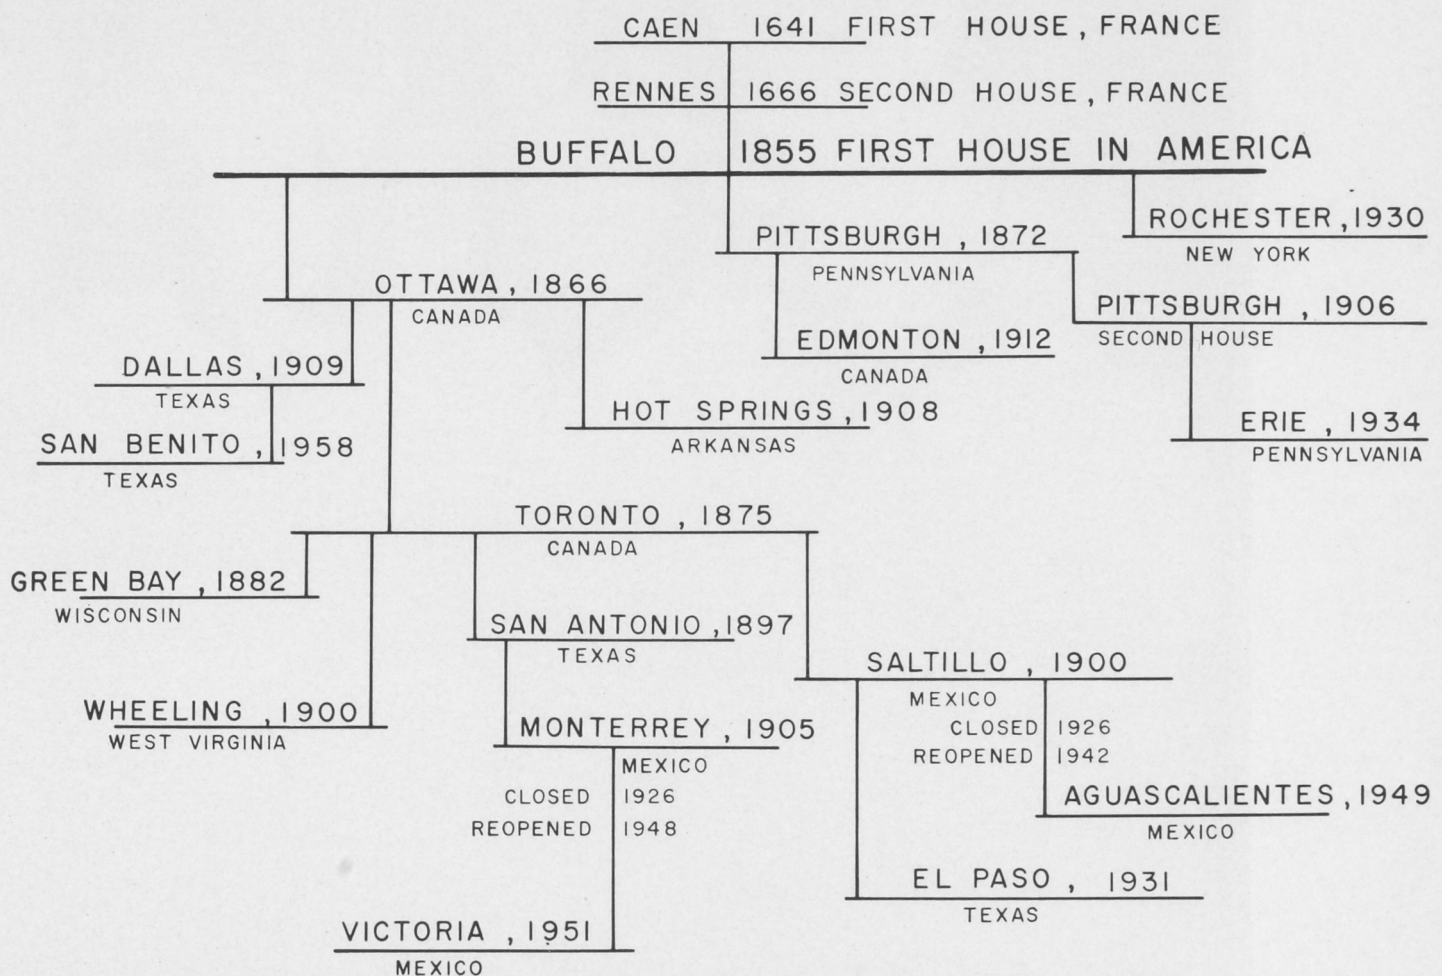 CAEN 1641 FIRST HOUSE, FRANCE
RENNES 1666 SECOND HOUSE, FRANCE
BUFFALO 1855 FIRST HOUSE IN AMERICA
ROCHESTER, 1930
NEW YORK
PITTSBURGH, 1872
PENNSYLVANIA
OTTAWA, 1866
CANADA
PITTSBURGH, 1906
SECOND HOUSE
EDMONTON, 1912
CANADA
DALLAS, 1909
TEXAS
HOT SPRINGS, 1908
ARKANSAS
ERIE, 1934
PENNSYLVANIA
SAN BENITO, 1958
TEXAS
TORONTO, 1875
CANADA
GREEN BAY, 1882
WISCONSIN
SAN ANTONIO, 1897
TEXAS
SALTILLO, 1900
MEXICO
CLOSED 1926
REOPENED 1942
WHEELING, 1900
WEST VIRGINIA
MONTERREY, 1905
MEXICO
CLOSED 1926
REOPENED 1948
AGUASCALIENTES, 1949
MEXICO
EL PASO, 1931
TEXAS
VICTORIA, 1951
MEXICO